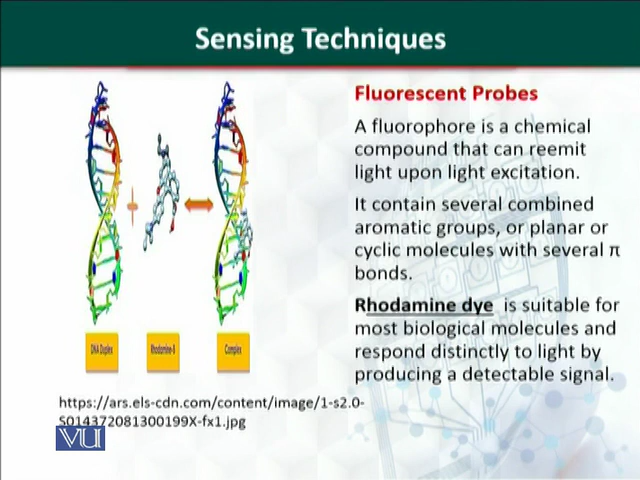 Sensing Techniques
Fluorescent Probes
A fluorophore is a chemical
compound that can reemit
light upon light excitation.
It contain several combined
aromatic groups, or planar or
cyclic molecules with several π
bonds.
Rhodamine dye is suitable for
most biological molecules and
respond distinctly to light by
producing a detectable signal.
DNA Duplex
Rhodamine-B
Complex
https://ars.els-cdn.com/content/image/1-s2.0-
S014372081300199X-fx1.jpg
VU